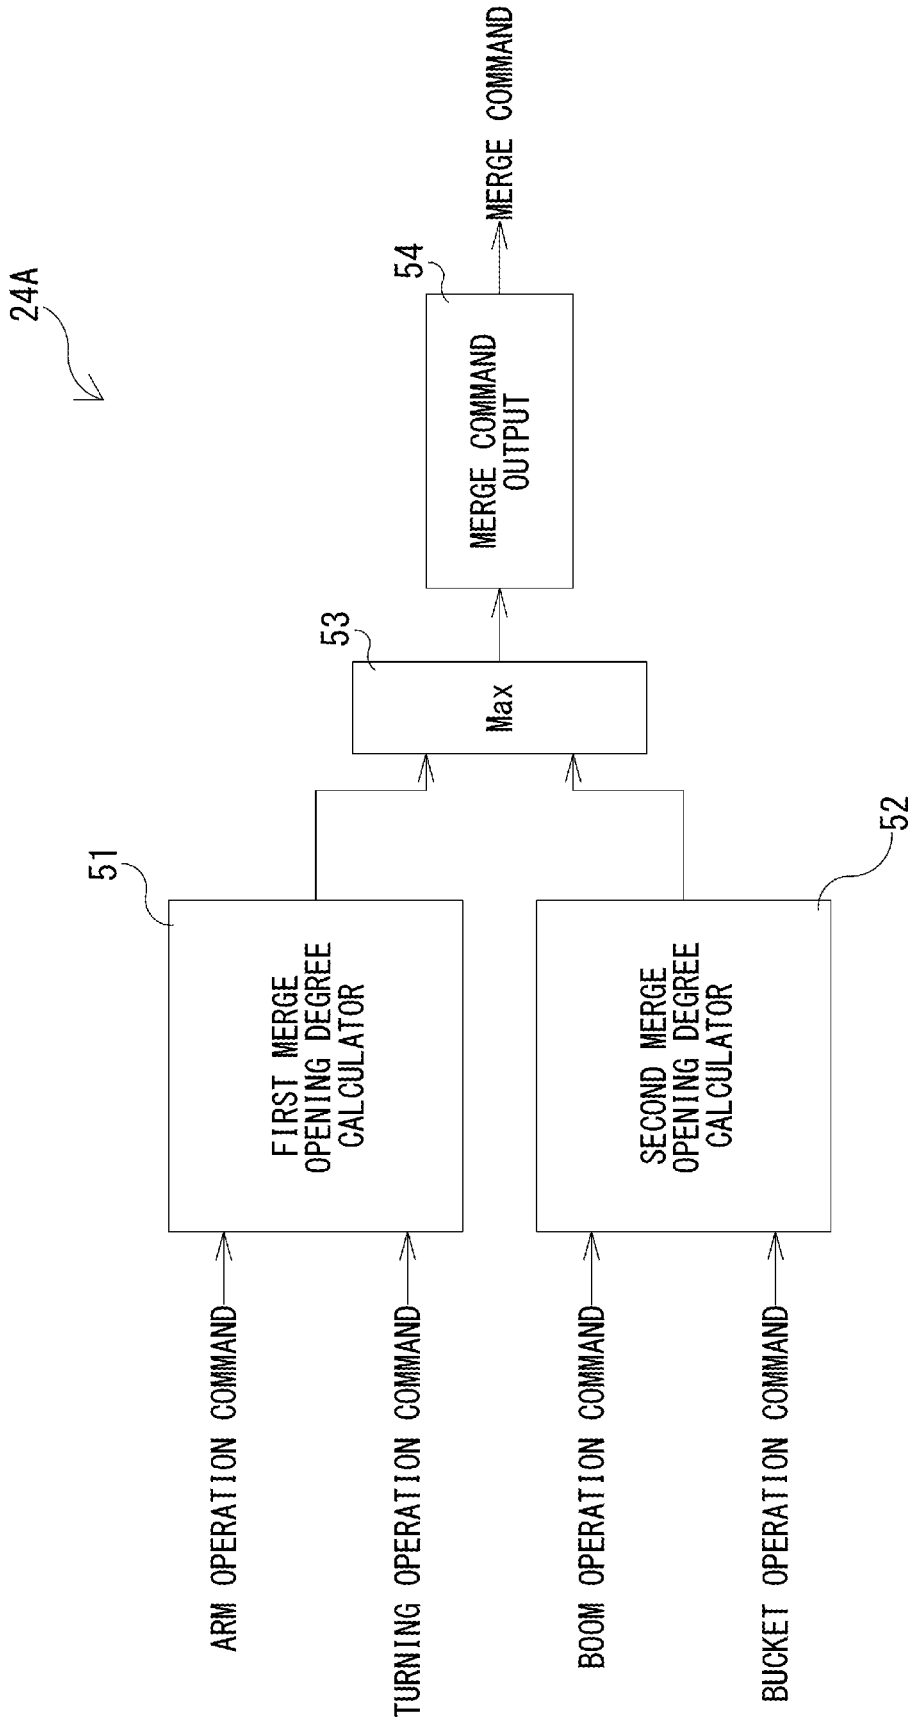 24A
ARM OPERATION COMMAND
TURNING OPERATION COMMAND
51
FIRST MERGE
OPENING DEGREE
CALCULATOR
BOOM OPERATION COMMAND
BUCKET OPERATION COMMAND
52
SECOND MERGE
OPENING DEGREE
CALCULATOR
53
Max
54
MERGE COMMAND
OUTPUT
MERGE COMMAND